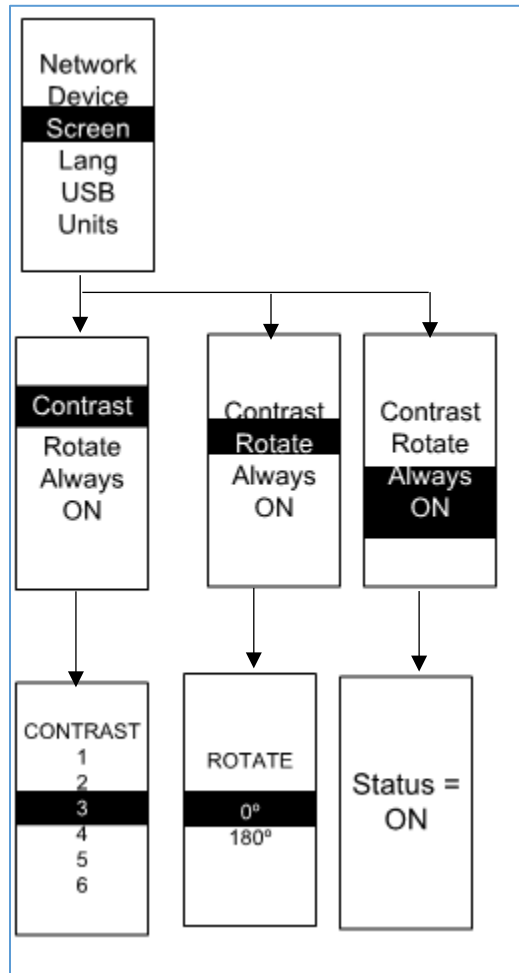 Network
Device
Screen
Lang
USB
Units
Contrast
Rotate
Always
ON
Contrast
Rotate
Always
ON
Contrast
Rotate
Always
ON
CONTRAST
1
2
3
4
5
6
ROTATE
0º
180º
Status =
ON